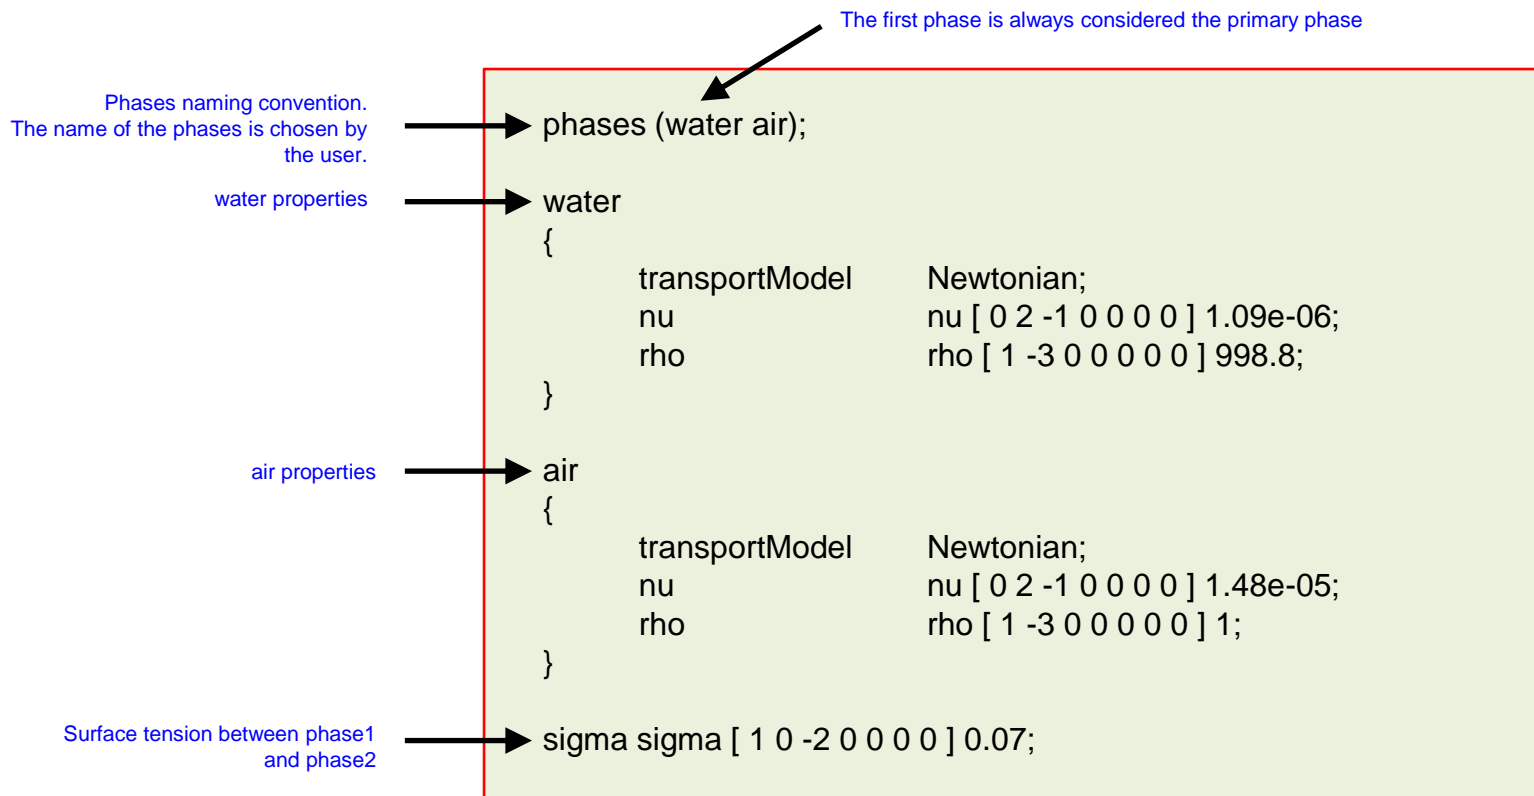 The first phase is always considered the primary phase
Phases naming convention.
The name of the phases is chosen by
the user.
phases (water air);
water properties
water
{
transportModel Newtonian;
nu nu [ 0 2 -1 0 0 0 0 ] 1.09e-06;
rho rho [ 1 -3 0 0 0 0 0 ] 998.8;
}
air properties
air
{
transportModel Newtonian;
nu nu [ 0 2 -1 0 0 0 0 ] 1.48e-05;
rho rho [ 1 -3 0 0 0 0 0 ] 1;
}
Surface tension between phase1
and phase2
sigma sigma [ 1 0 -2 0 0 0 0 ] 0.07;